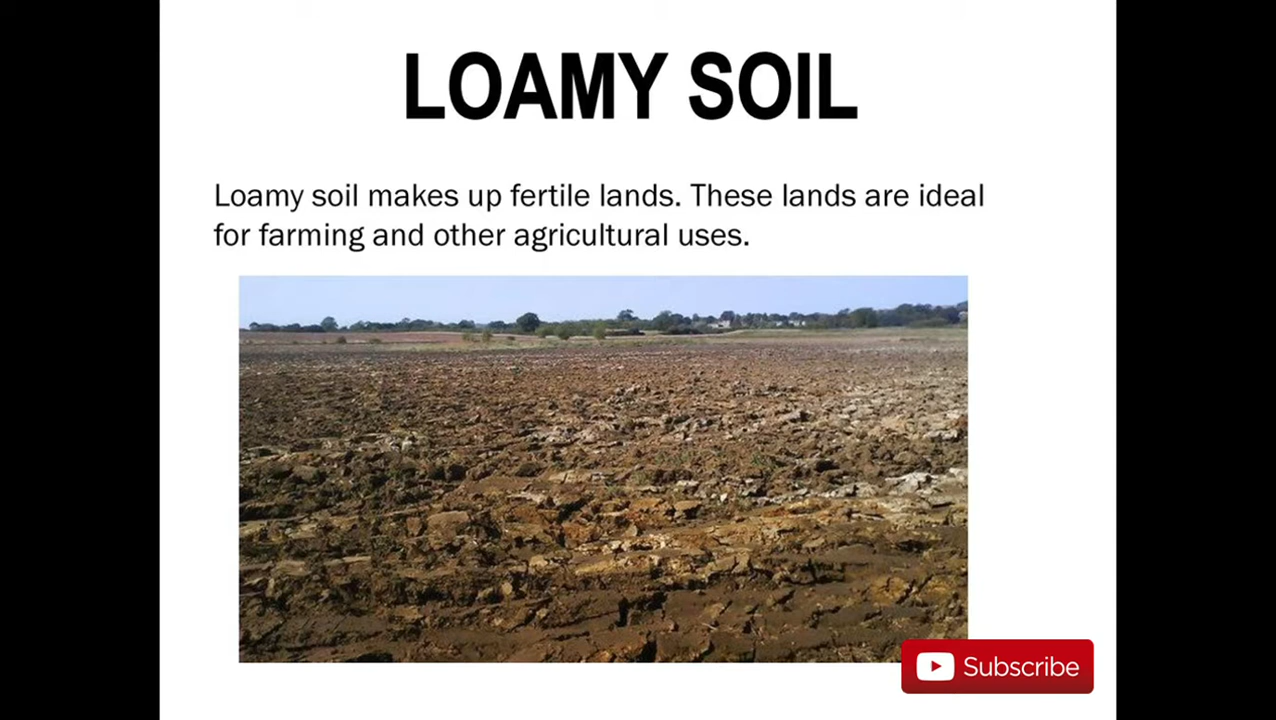 LOAMY SOIL
Loamy soil makes up fertile lands. These lands are ideal
for farming and other agricultural uses.
Subscribe